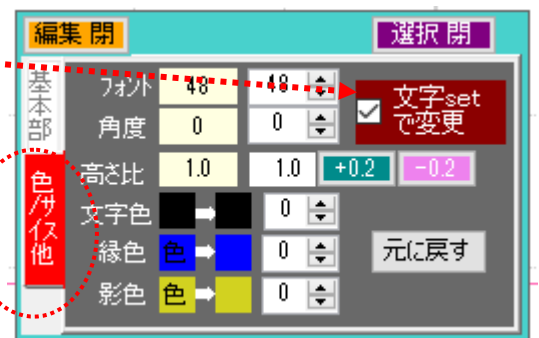 編集 閉 選択 閉
基本部
色/サイズ他
フォント 48 48
文字set
で変更
角度 0 0
高さ比 1.0 1.0 +0.2 -0.2
文字色 0
縁色 色 0
元に戻す
影色 色 0